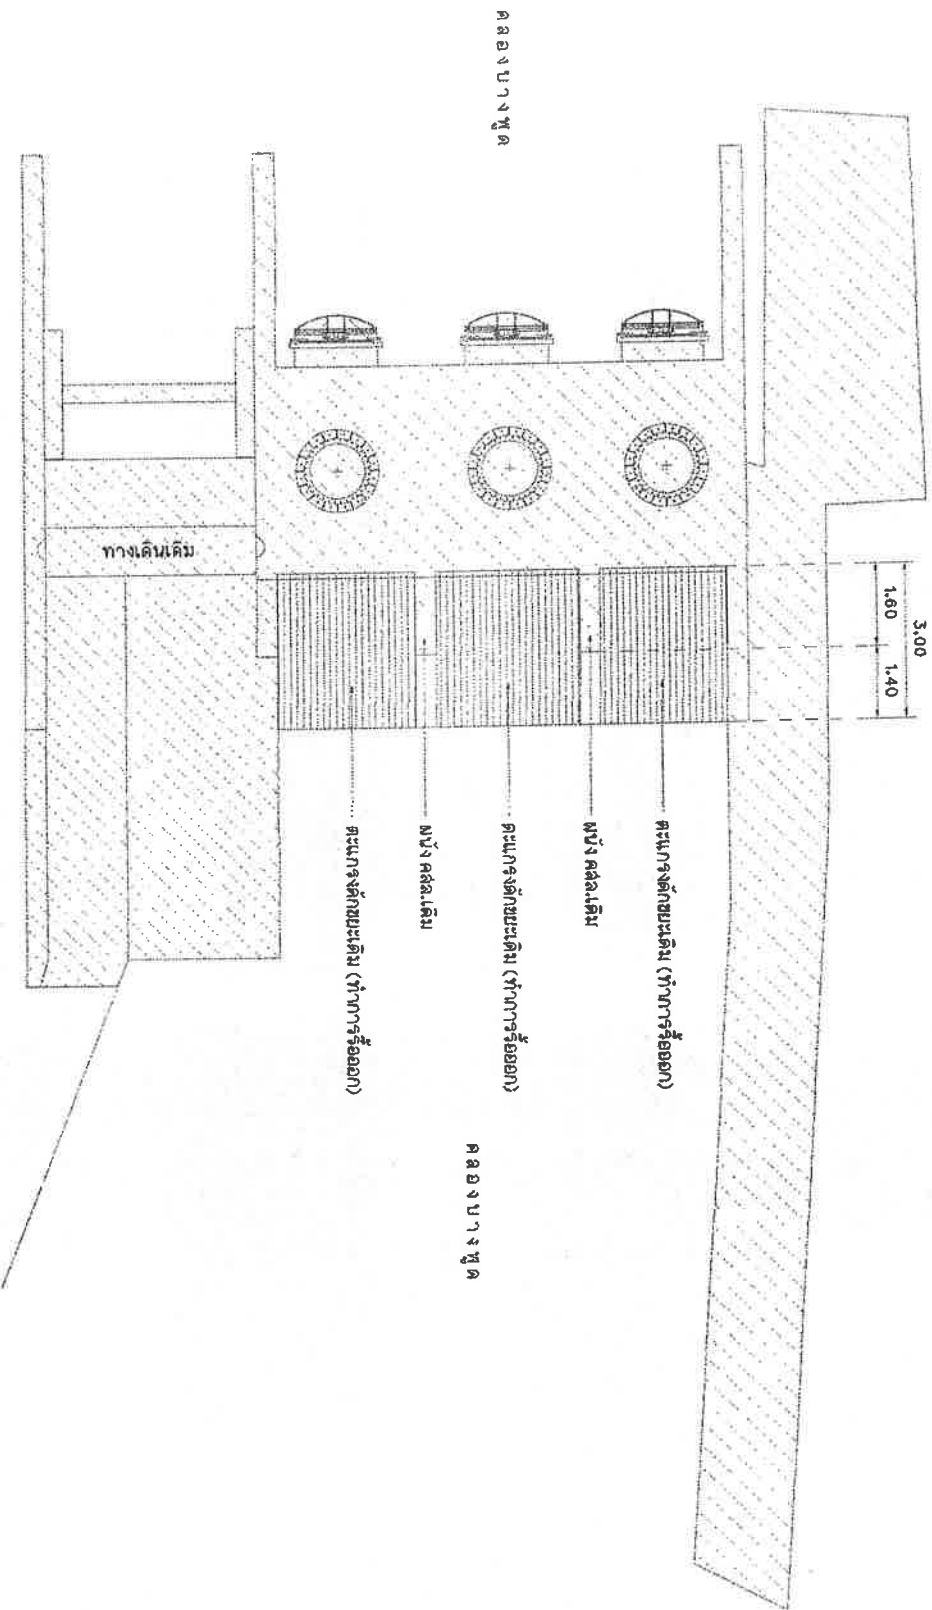 คลองบางพูด
3.00
1.60
1.40
ทางเดินเดิม
ตะแกรงดักขยะเดิม (ทำการรื้อออก)
ผนัง คสล.เดิม
ตะแกรงดักขยะเดิม (ทำการรื้อออก)
ผนัง คสล.เดิม
ตะแกรงดักขยะเดิม (ทำการรื้อออก)
คลองบางพูด